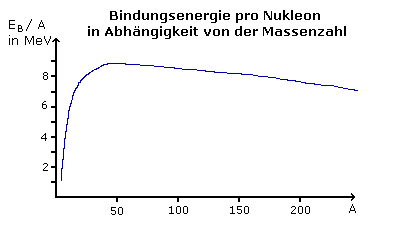 Bindungsenergie pro Nukleon
in Abhängigkeit von der Massenzahl
E_B / A
in MeV
8
6
4
2
50 100 150 200 A